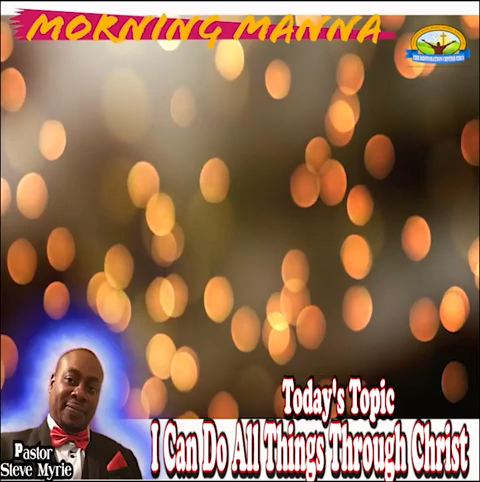 MORNING MANNA
Today's Topic
I Can Do All Things Through Christ
Pastor
Steve Myrie